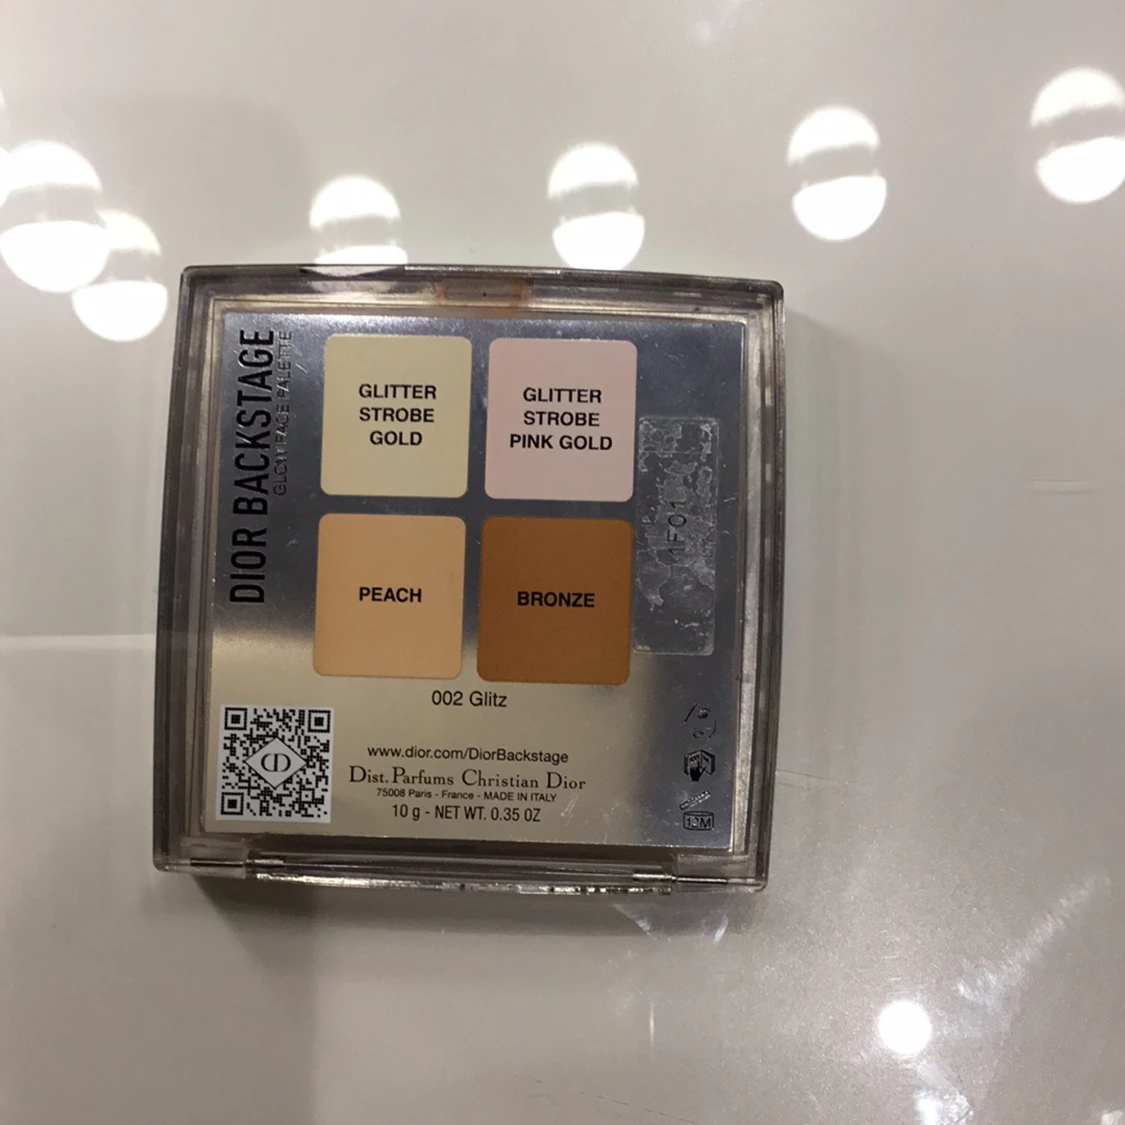 DIOR BACKSTAGE
GLOW FACE PALETTE
GLITTER
STROBE
GOLD
GLITTER
STROBE
PINK GOLD
PEACH
BRONZE
002 Glitz
www.dior.com/DiorBackstage
Dist. Parfums Christian Dior
75008 Paris - France - MADE IN ITALY
10 g - NET WT. 0.35 OZ
12M